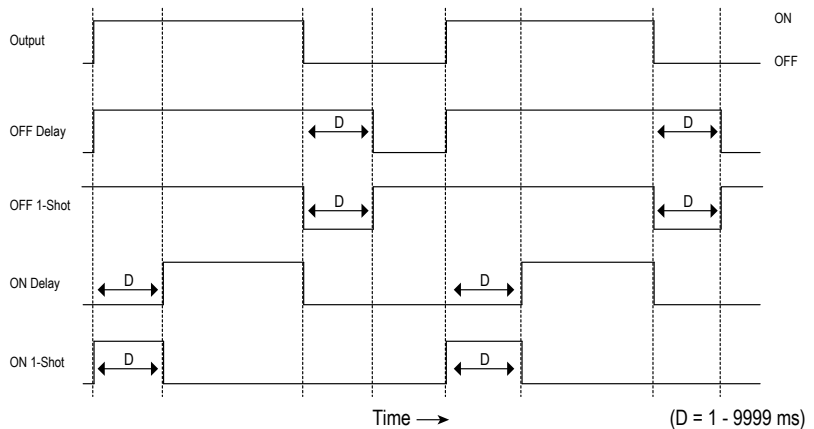 Output
ON
OFF
OFF Delay
D
D
OFF 1-Shot
D
D
ON Delay
D
D
ON 1-Shot
D
D
Time
(D = 1 - 9999 ms)